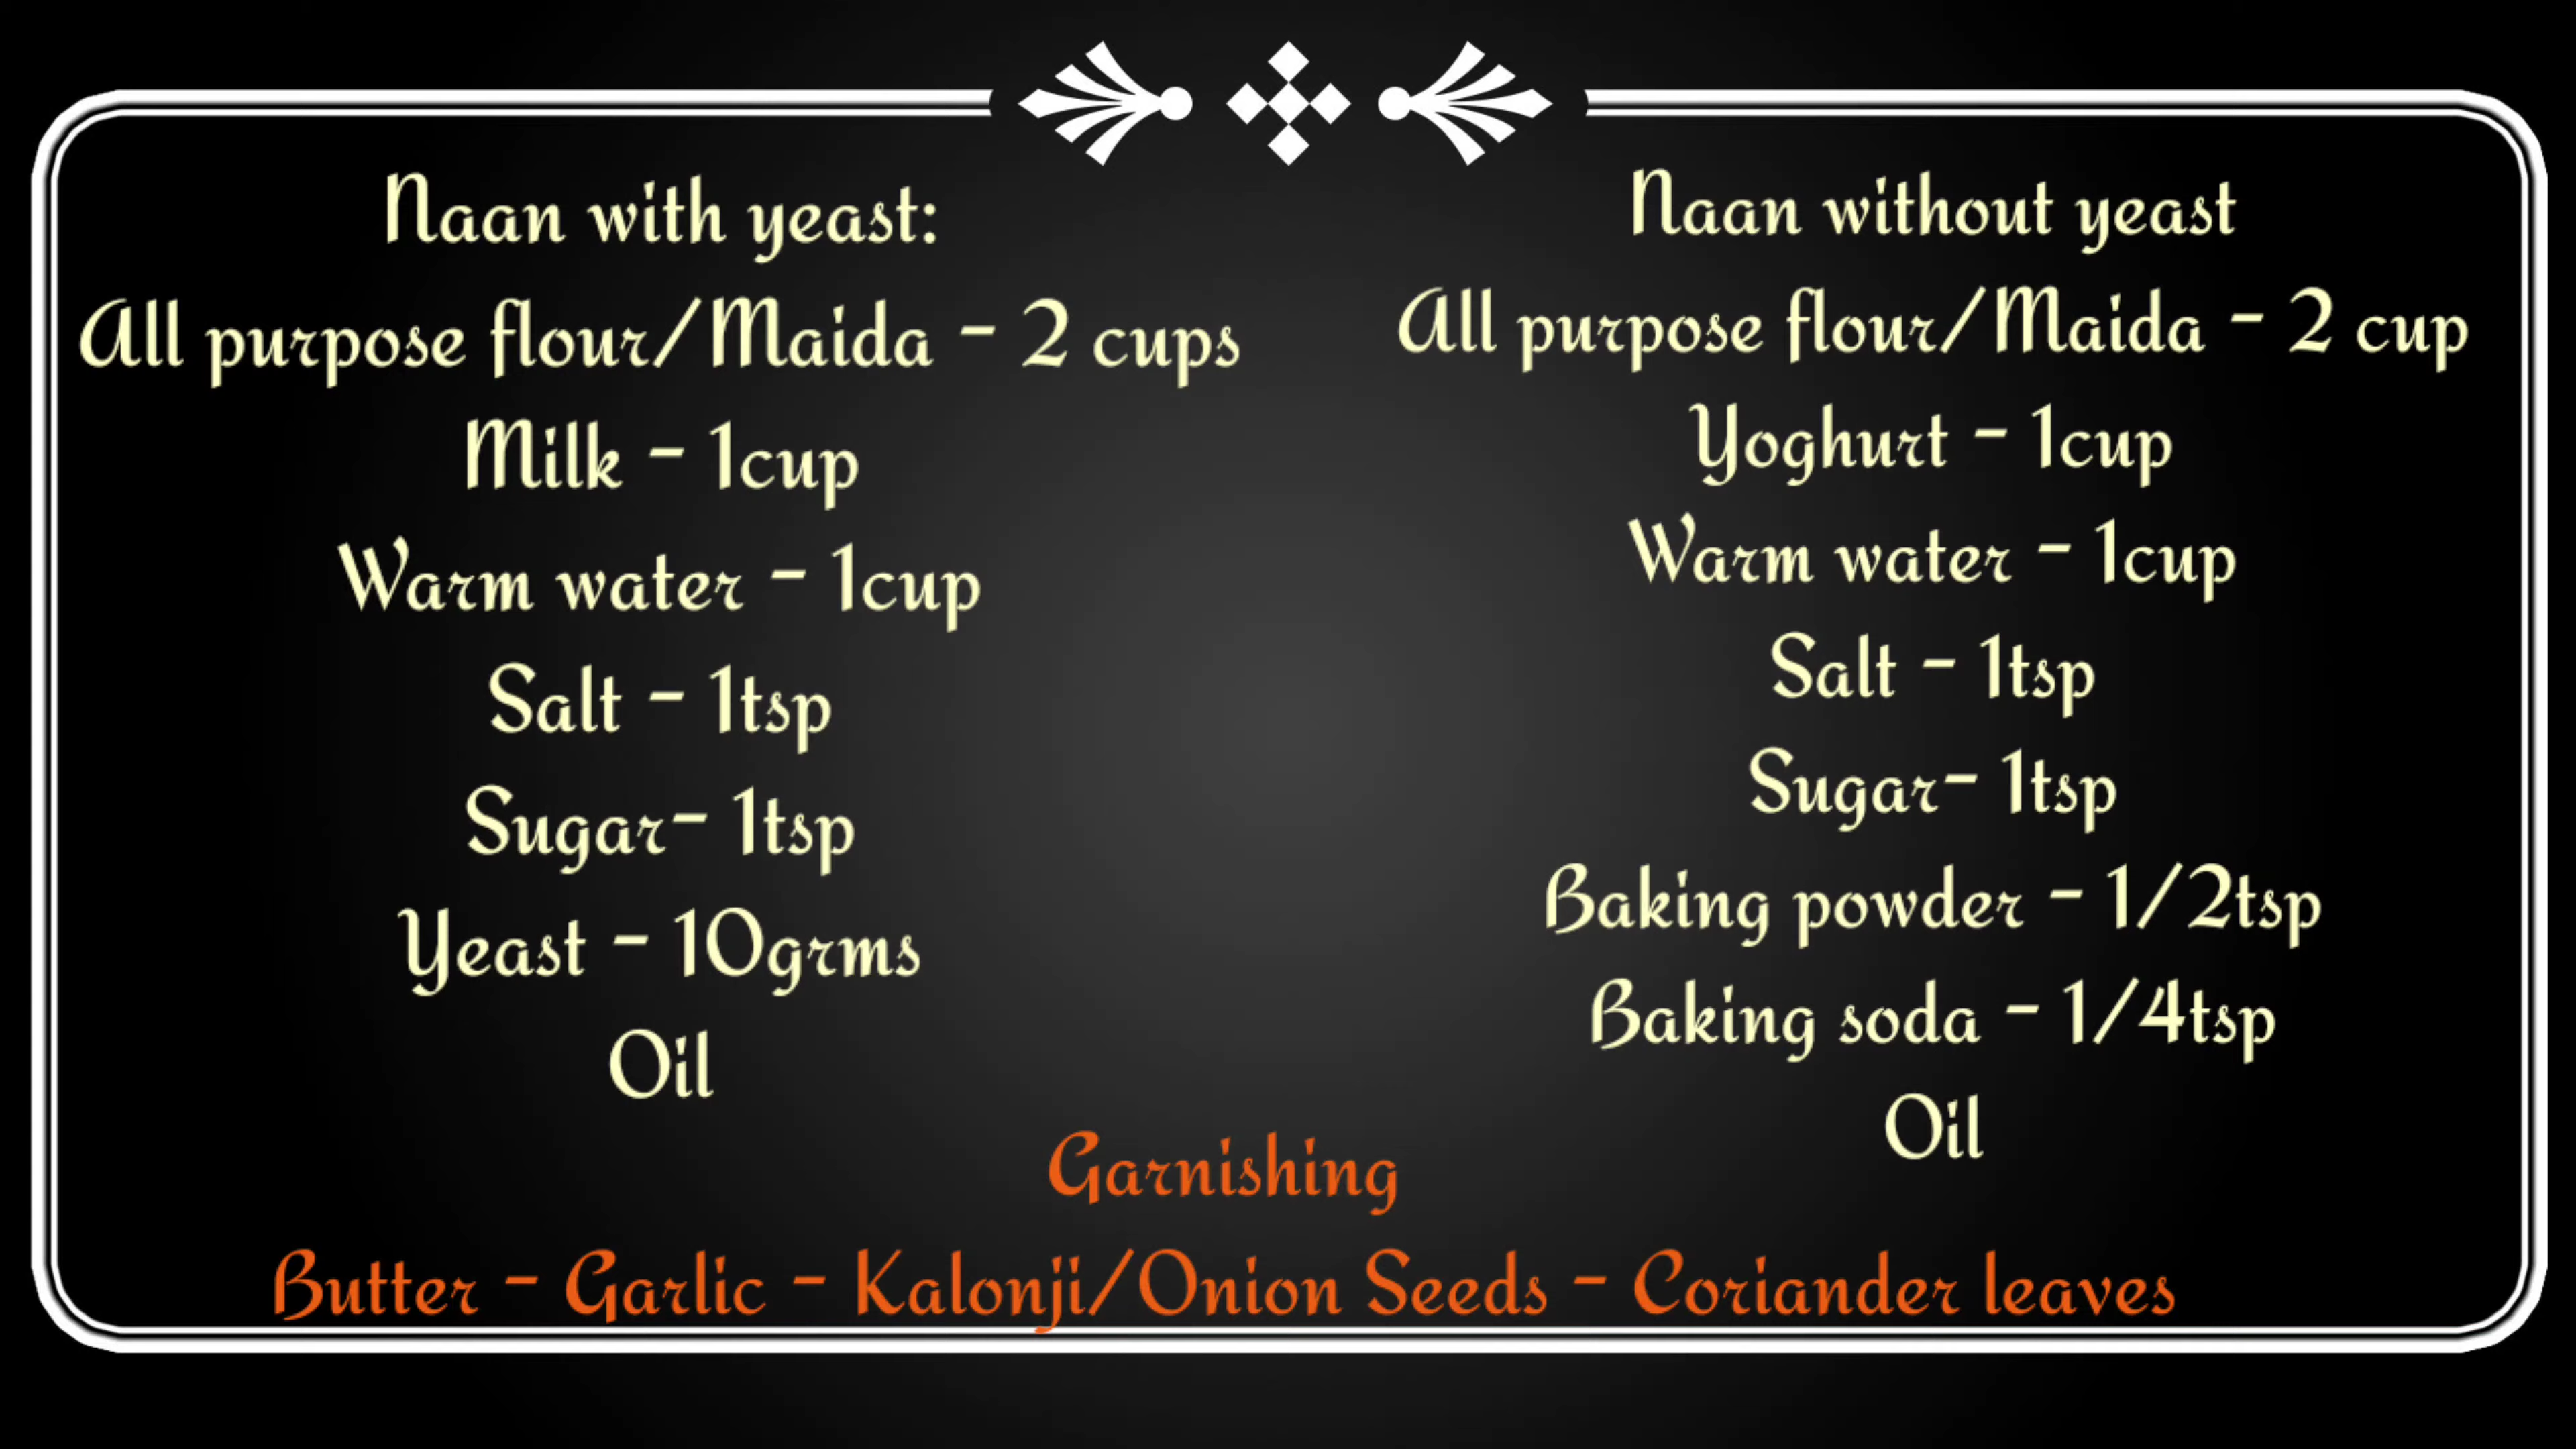 Naan with yeast:
All purpose flour/Maida - 2 cups
Milk - 1cup
Warm water - 1cup
Salt - 1tsp
Sugar- 1tsp
Yeast - 10grms
Oil
Naan without yeast
All purpose flour/Maida - 2 cup
Yoghurt - 1cup
Warm water - 1cup
Salt - 1tsp
Sugar- 1tsp
Baking powder - 1/2tsp
Baking soda - 1/4tsp
Oil
Garnishing
Butter - Garlic - Kalonji/Onion Seeds - Coriander leaves